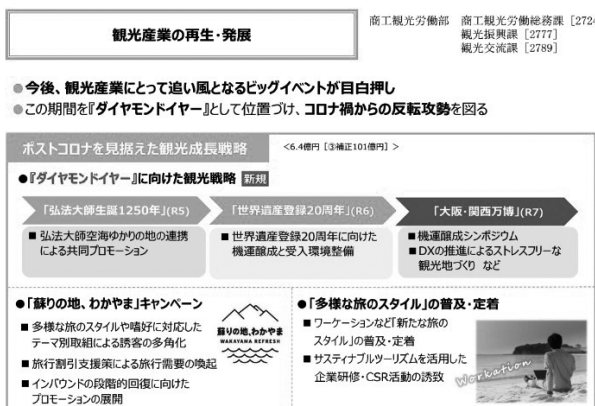 観光産業の再生・発展
商工観光労働部 商工観光労働総務課 [272
観光振興課 [2777]
観光交流課 [2789]
●今後、観光産業にとって追い風となるビッグイベントが目白押し
●この期間を『ダイヤモンドイヤー』として位置づけ、コロナ禍からの反転攻勢を図る
ポストコロナを見据えた観光成長戦略 <6.4億円 [③補正101億円] >
●『ダイヤモンドイヤー』に向けた観光戦略 新規
「弘法大師生誕1250年」(R5)
「世界遺産登録20周年」(R6)
「大阪・関西万博」(R7)
■ 弘法大師空海ゆかりの地の連携
による共同プロモーション
■ 世界遺産登録20周年に向けた
機運醸成と受入環境整備
■ 機運醸成シンポジウム
■ DXの推進によるストレスフリーな
観光地づくり など
●「蘇りの地、わかやま」キャンペーン
■ 多様な旅のスタイルや嗜好に対応した
テーマ別取組による誘客の多角化
■ 旅行割引支援策による旅行需要の喚起
■ インバウンドの段階的回復に向けた
プロモーションの展開
蘇りの地、わかやま
WAKAYAMA REFRESH
●「多様な旅のスタイル」の普及・定着
■ ワーケーションなど「新たな旅の
スタイル」の普及・定着
■ サスティナブルツーリズムを活用した
企業研修・CSR活動の誘致
Workation